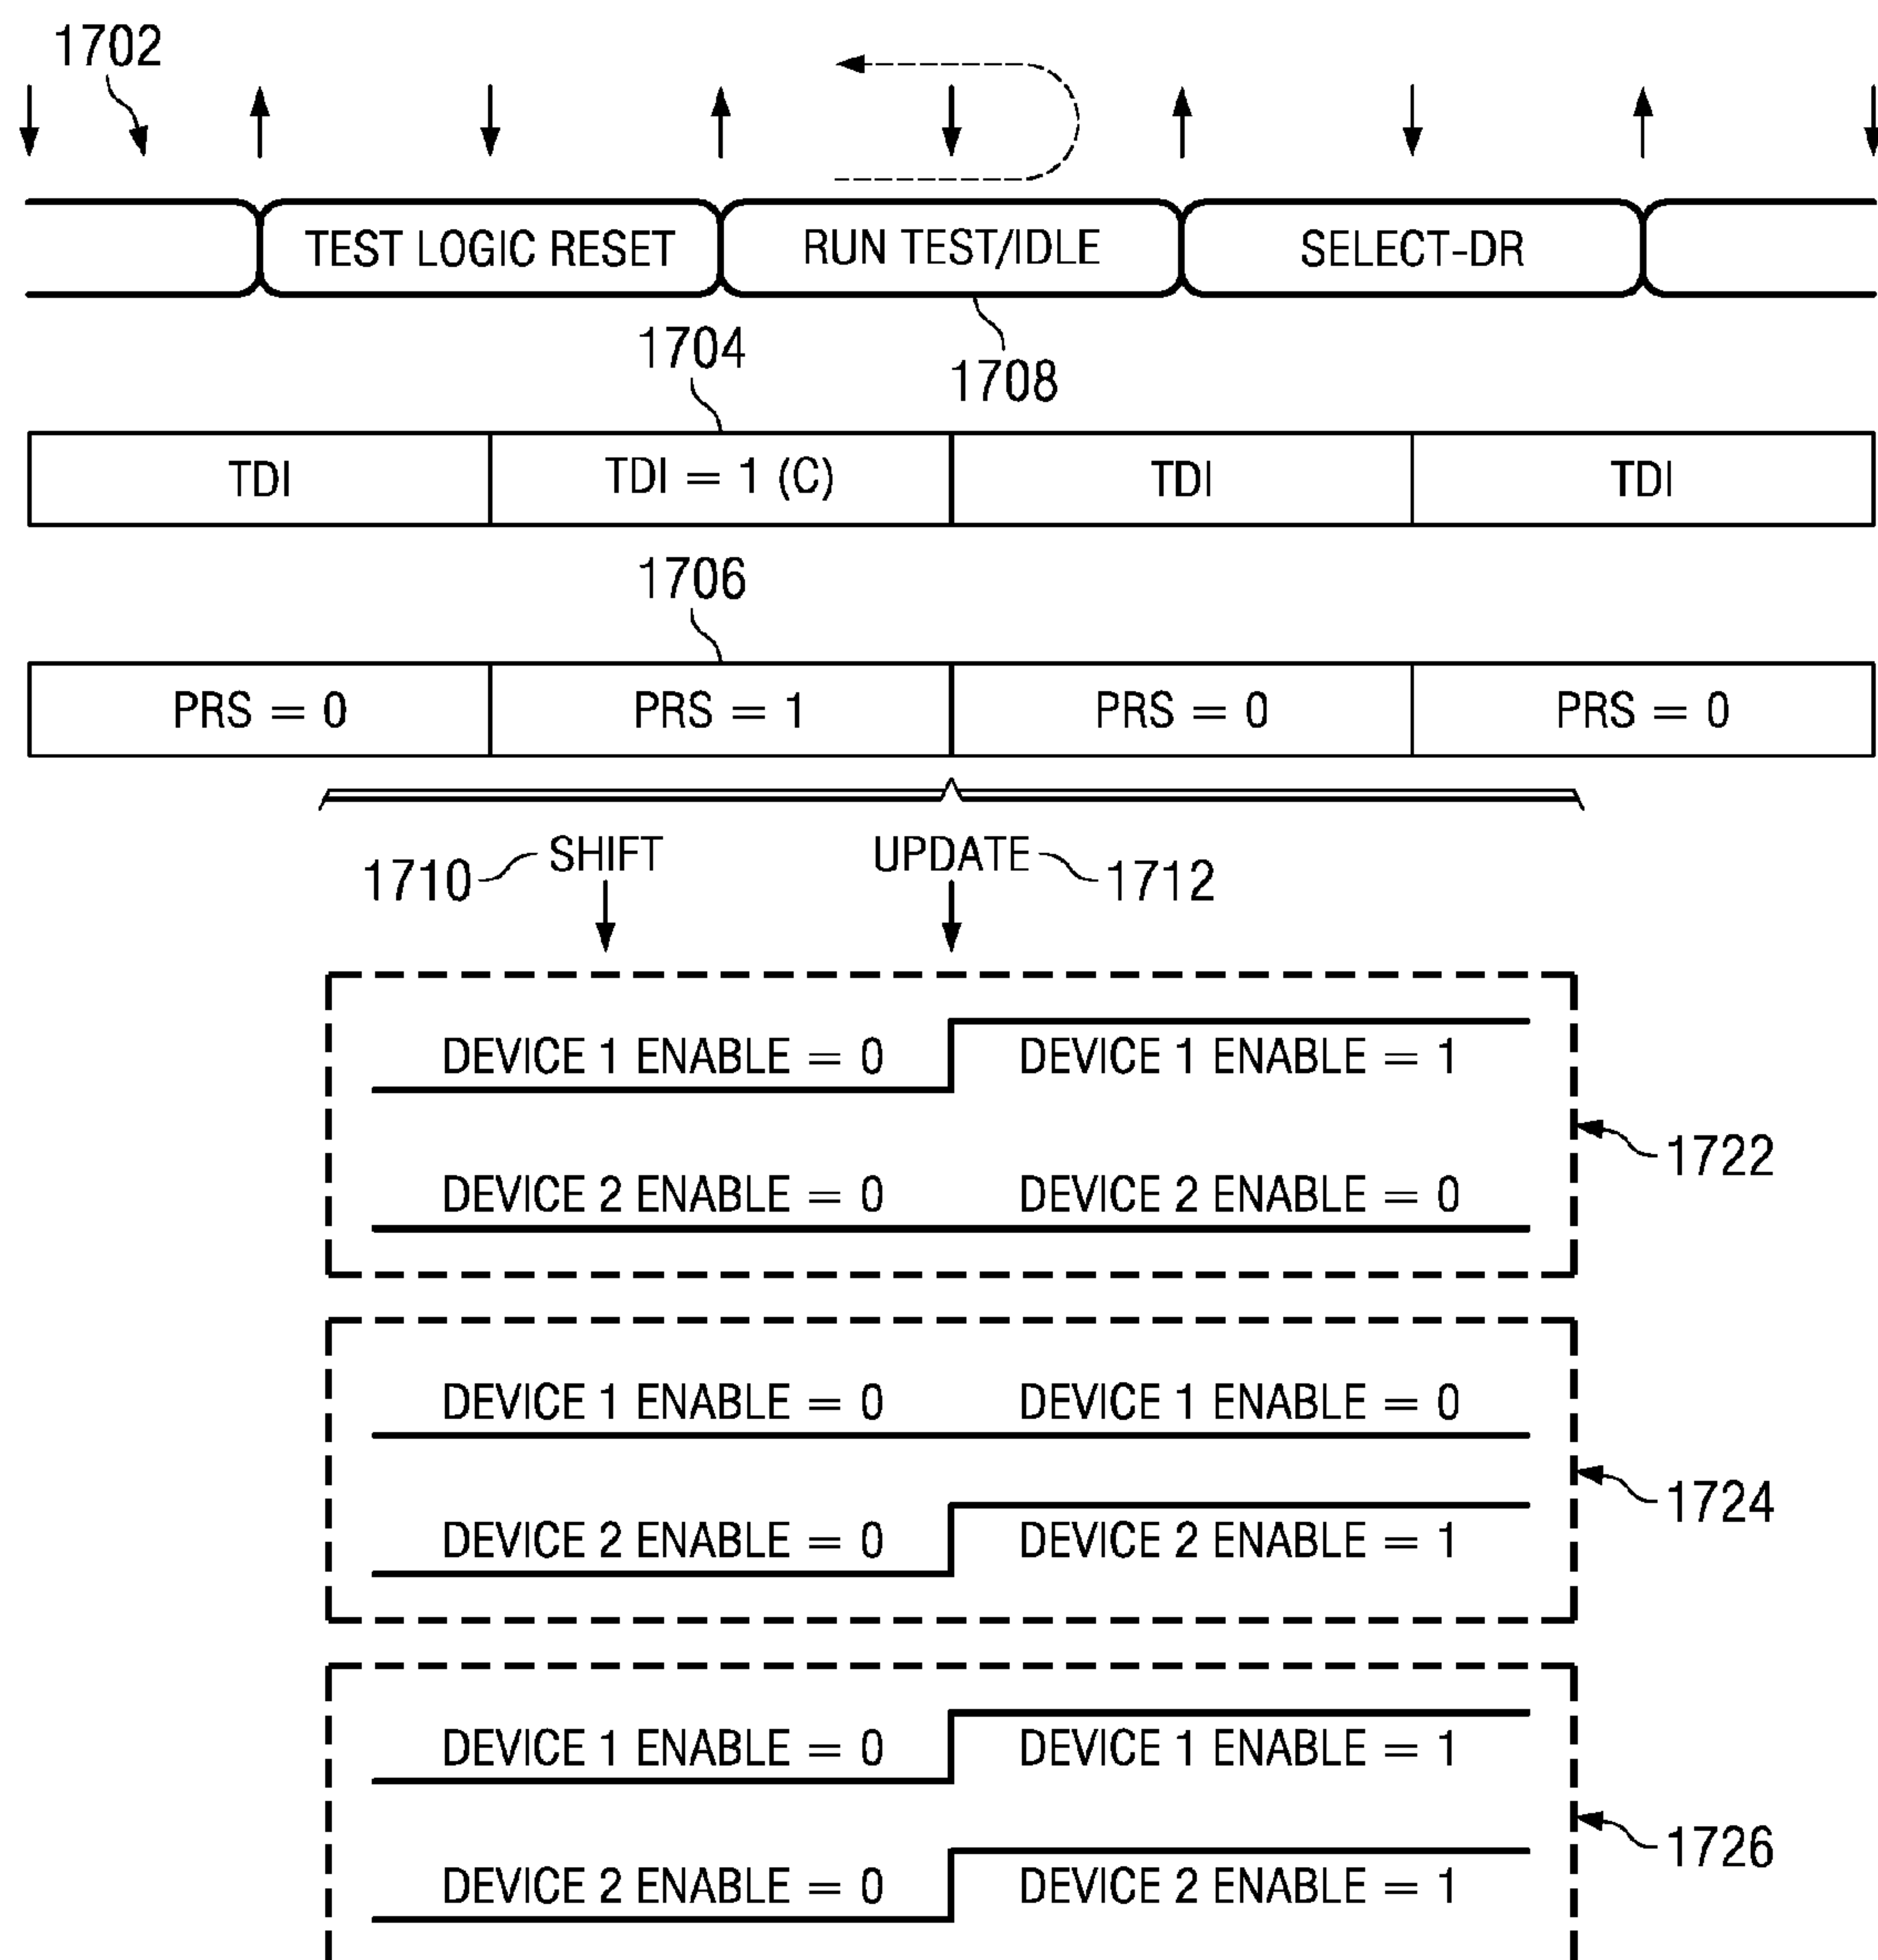 1702
TEST LOGIC RESET RUN TEST/IDLE SELECT-DR
1704
1708
TDI TDI = 1 (C) TDI TDI
1706
PRS = 0 PRS = 1 PRS = 0 PRS = 0
1710 SHIFT UPDATE 1712
DEVICE 1 ENABLE = 0 DEVICE 1 ENABLE = 1
1722
DEVICE 2 ENABLE = 0 DEVICE 2 ENABLE = 0
DEVICE 1 ENABLE = 0 DEVICE 1 ENABLE = 0
1724
DEVICE 2 ENABLE = 0 DEVICE 2 ENABLE = 1
DEVICE 1 ENABLE = 0 DEVICE 1 ENABLE = 1
1726
DEVICE 2 ENABLE = 0 DEVICE 2 ENABLE = 1